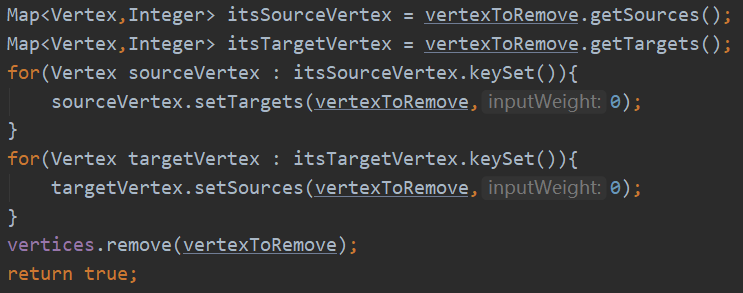 Map<Vertex,Integer> itsSourceVertex = vertexToRemove.getSources();
Map<Vertex,Integer> itsTargetVertex = vertexToRemove.getTargets();
for(Vertex sourceVertex : itsSourceVertex.keySet()){
    sourceVertex.setTargets(vertexToRemove, inputWeight: 0);
}
for(Vertex targetVertex : itsTargetVertex.keySet()){
    targetVertex.setSources(vertexToRemove, inputWeight: 0);
}
vertices.remove(vertexToRemove);
return true;